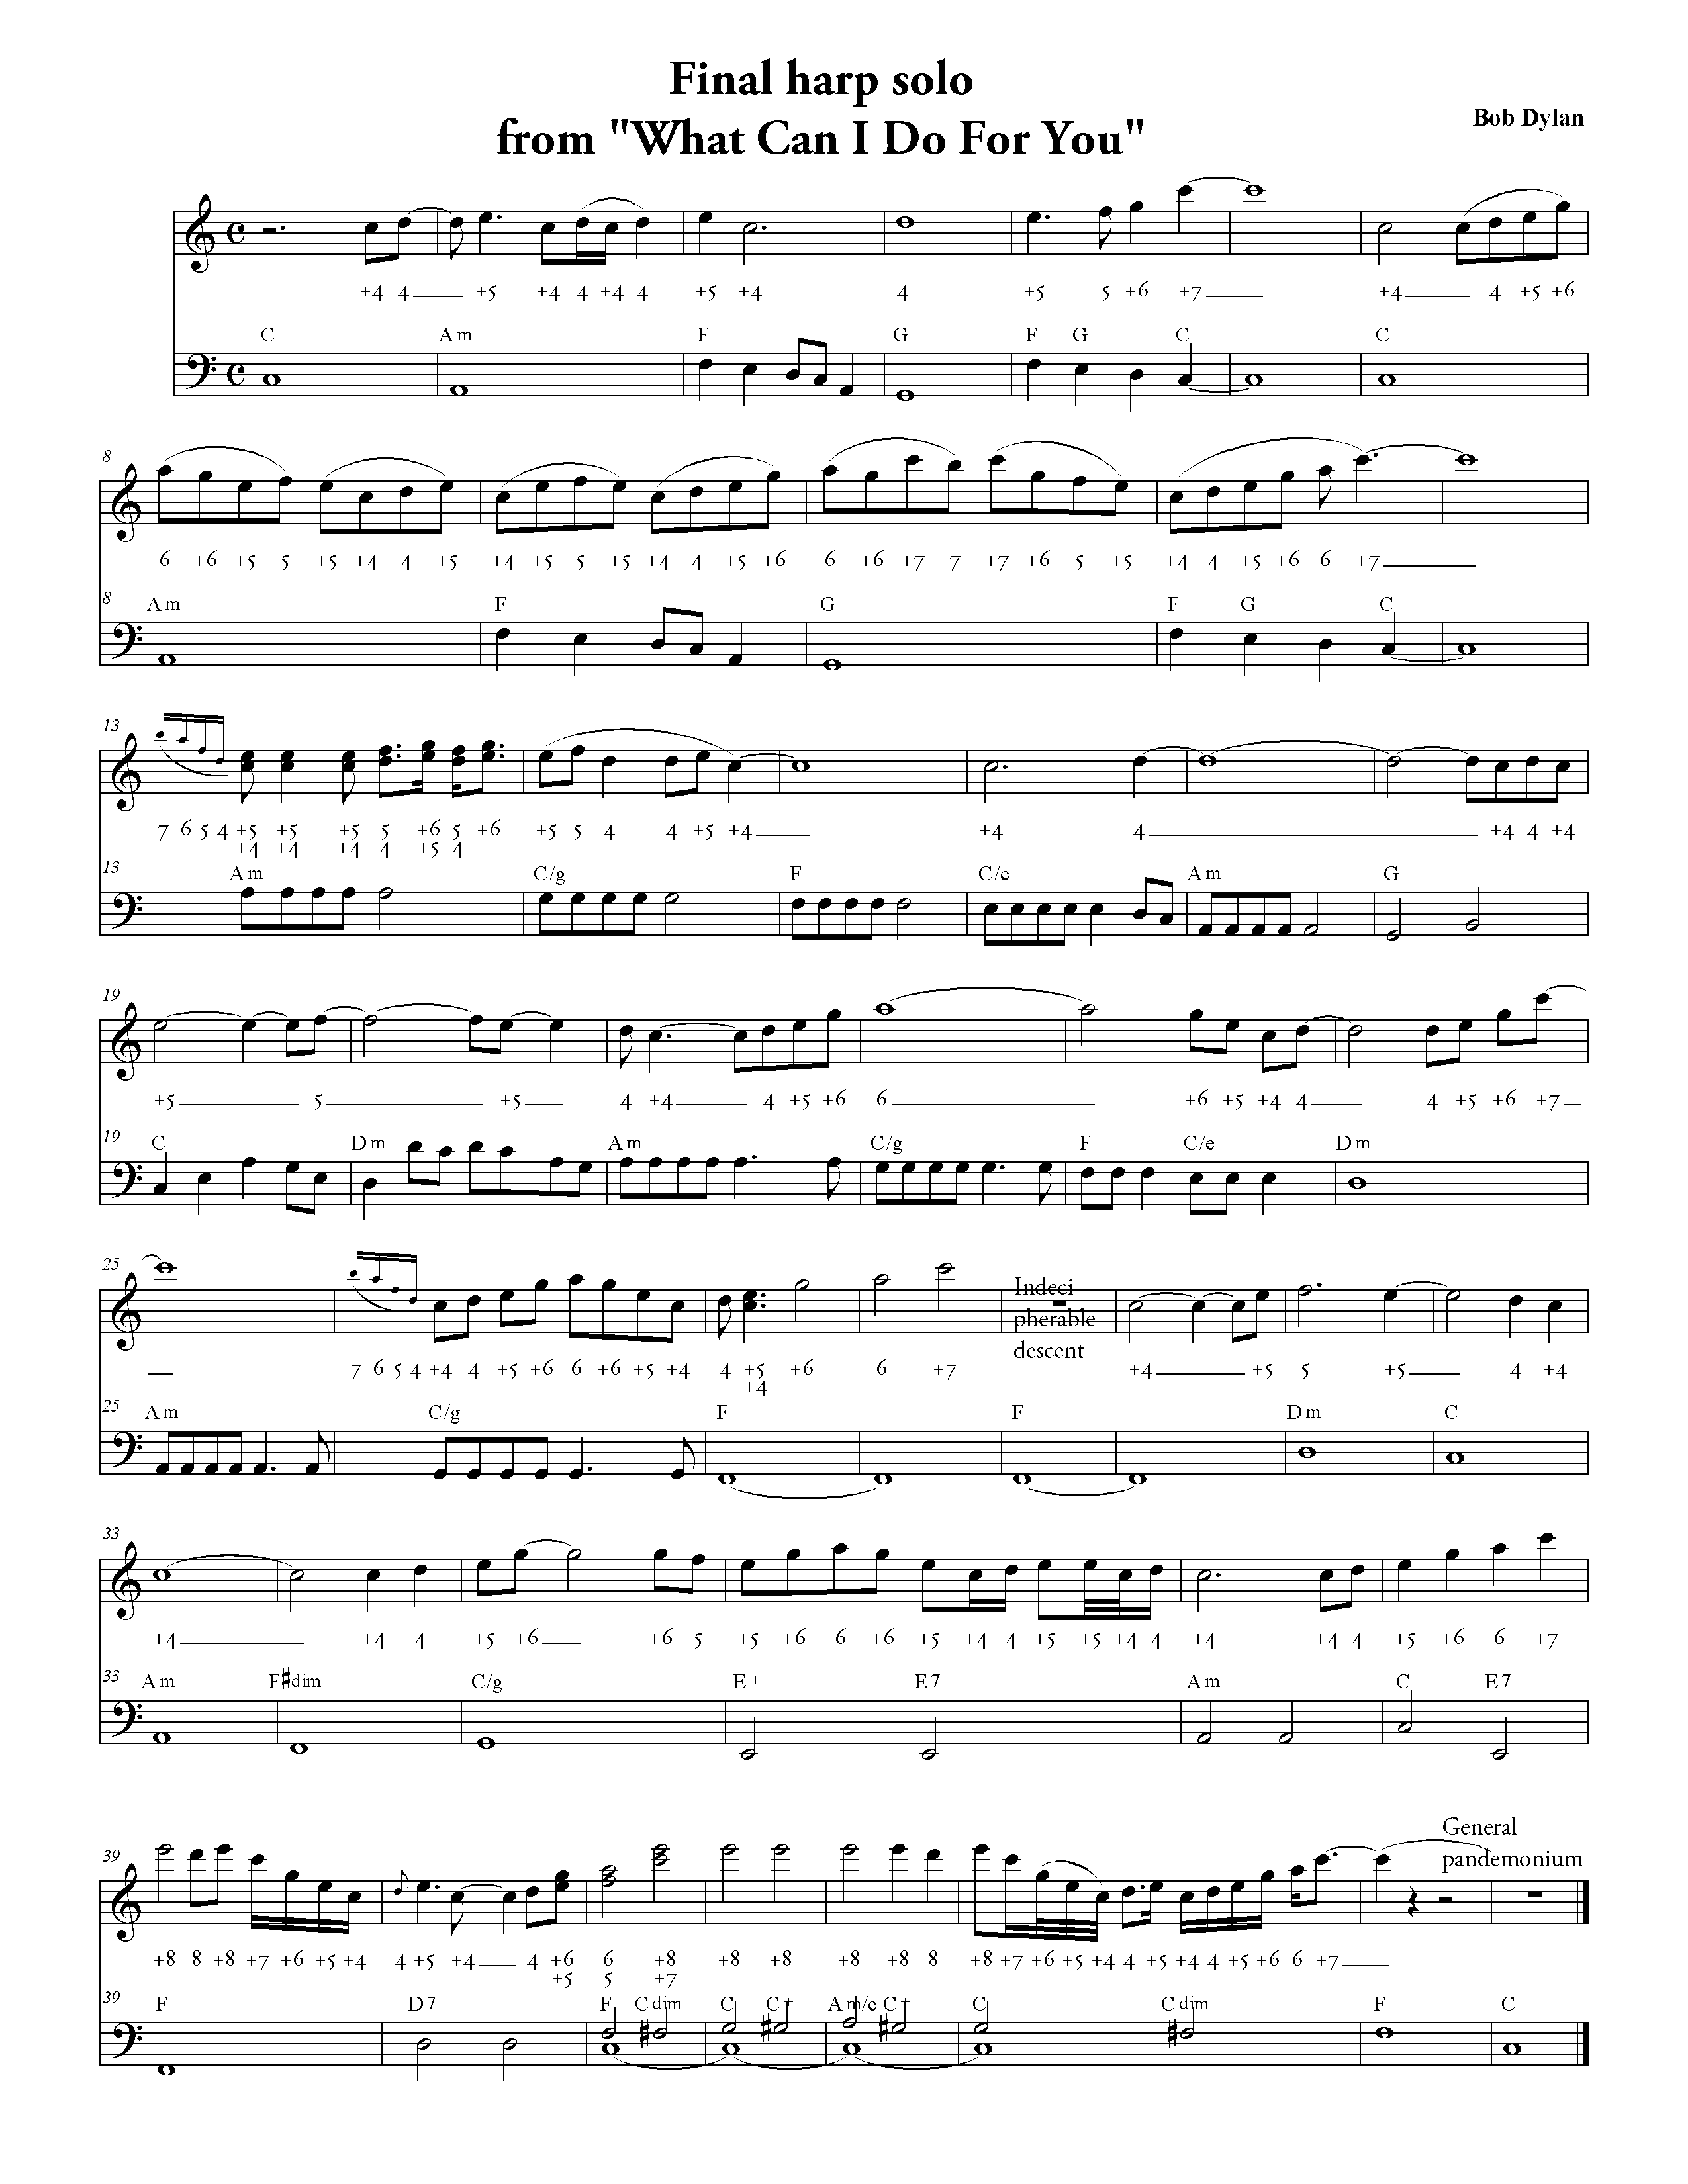 Final harp solo
from "What Can I Do For You"
Bob Dylan
+4 4 +5 +4 4 +4 4 +5 +4 4 +5 5 +6 +7 +4 4 +5 +6
C Am F G F G C C
8
6 +6 +5 5 +5 +4 4 +5 +4 +5 5 +5 +4 4 +5 +6 6 +6 +7 7 +7 +6 5 +5 +4 4 +5 +6 6 +7
8
Am F G F G C
13
7 6 5 4 +5 +5 +5 5 +6 5 +6 +5 5 4 4 +5 +4 +4 4 +4 4 +4
+4 +4 +4 4 +5 4
13
Am C/g F C/e Am G
19
+5 5 +5 4 +4 4 +5 +6 6 +6 +5 +4 4 4 +5 +6 +7
19
C Dm Am C/g F C/e Dm
25
Indeci-
pherable
descent
7 6 5 4 +4 4 +5 +6 6 +6 +5 +4 4 +5 +6 6 +7 +4 +5 5 +5 4 +4
+4
25
Am C/g F F Dm C
33
+4 +4 4 +5 +6 +6 5 +5 +6 6 +6 +5 +4 4 +5 +5 +4 4 +4 +4 4 +5 +6 6 +7
33
Am F#dim C/g E+ E7 Am C E7
General
pandemonium
39
+8 8 +8 +7 +6 +5 +4 4 +5 +4 4 +6 6 +8 +8 +8 +8 +8 8 +8 +7 +6 +5 +4 4 +5 +4 4 +5 +6 6 +7
+5 5 +7
39
F D7 F Cdim C C+ Am/c C+ C Cdim F C